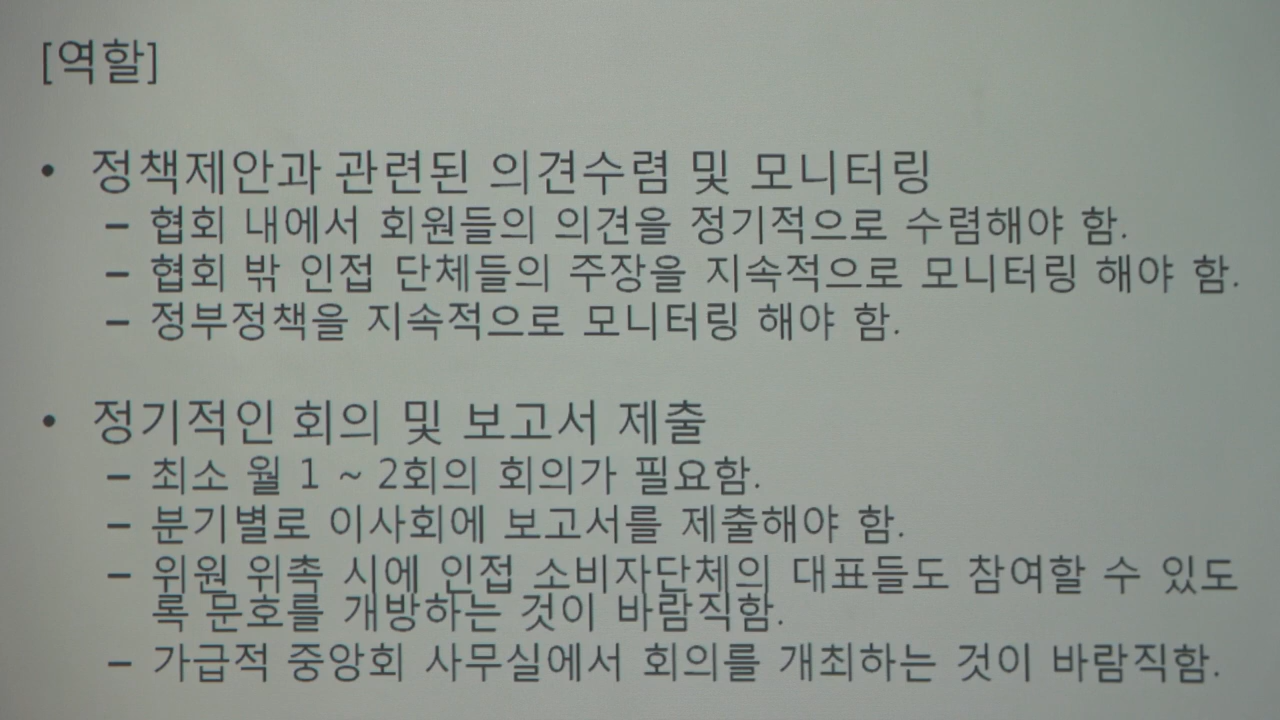 [역할]
• 정책제안과 관련된 의견수렴 및 모니터링
– 협회 내에서 회원들의 의견을 정기적으로 수렴해야 함.
– 협회 밖 인접 단체들의 주장을 지속적으로 모니터링 해야 함.
– 정부정책을 지속적으로 모니터링 해야 함.
• 정기적인 회의 및 보고서 제출
– 최소 월 1 ~ 2회의 회의가 필요함.
– 분기별로 이사회에 보고서를 제출해야 함.
– 위원 위촉 시에 인접 소비자단체의 대표들도 참여할 수 있도
록 문호를 개방하는 것이 바람직함.
– 가급적 중앙회 사무실에서 회의를 개최하는 것이 바람직함.